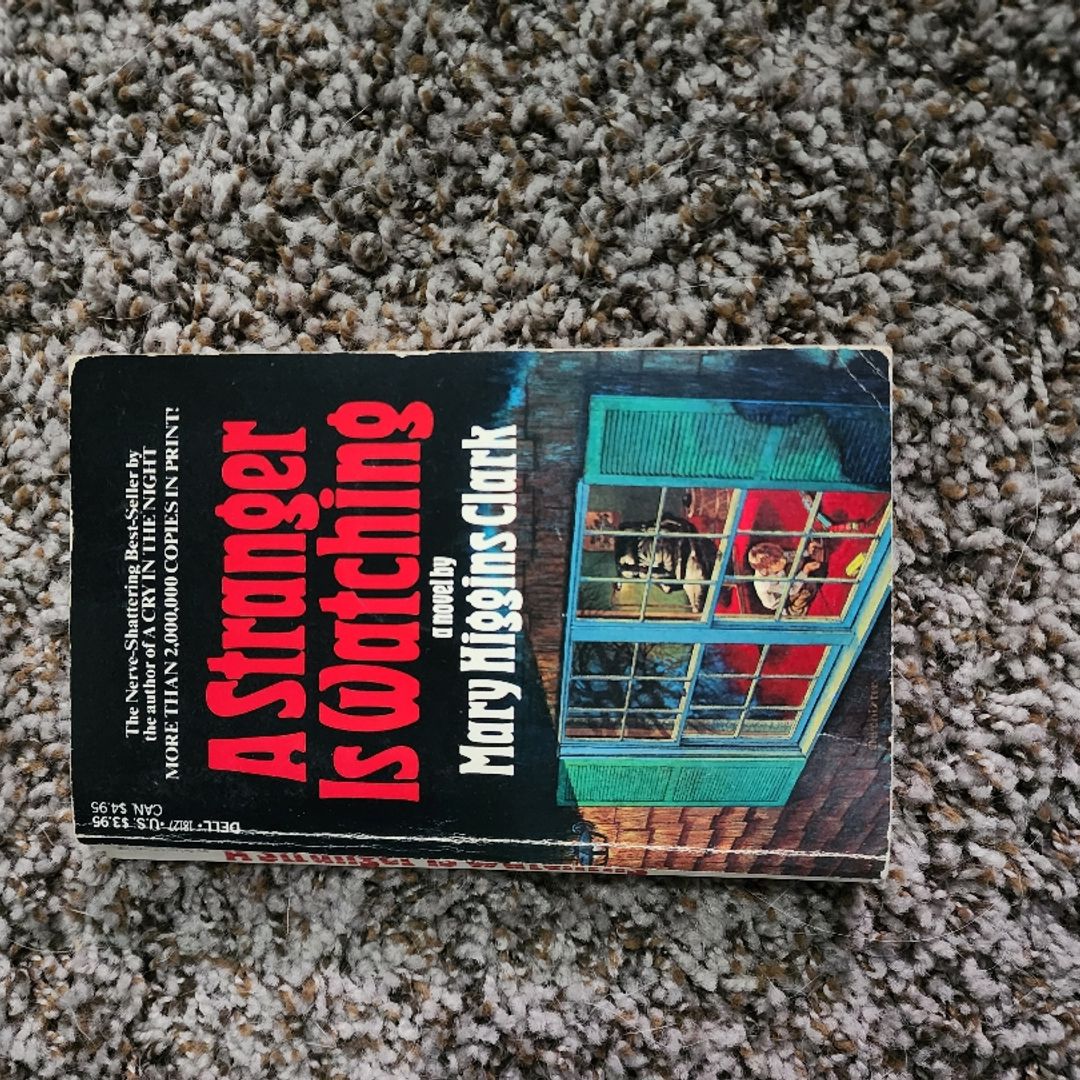 The Nerve-Shattering Best-Seller by
the author of A CRY IN THE NIGHT
MORE THAN 2,000,000 COPIES IN PRINT!
A Stranger
Is Watching
a novel by
Mary Higgins Clark
DELL • 18127 • U.S. $3.95
CAN. $4.95